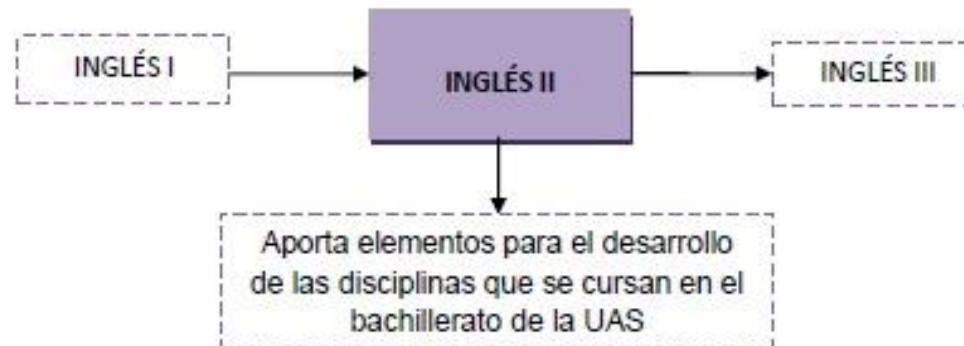 INGLÉS I
INGLÉS II
INGLÉS III
Aporta elementos para el desarrollo
de las disciplinas que se cursan en el
bachillerato de la UAS